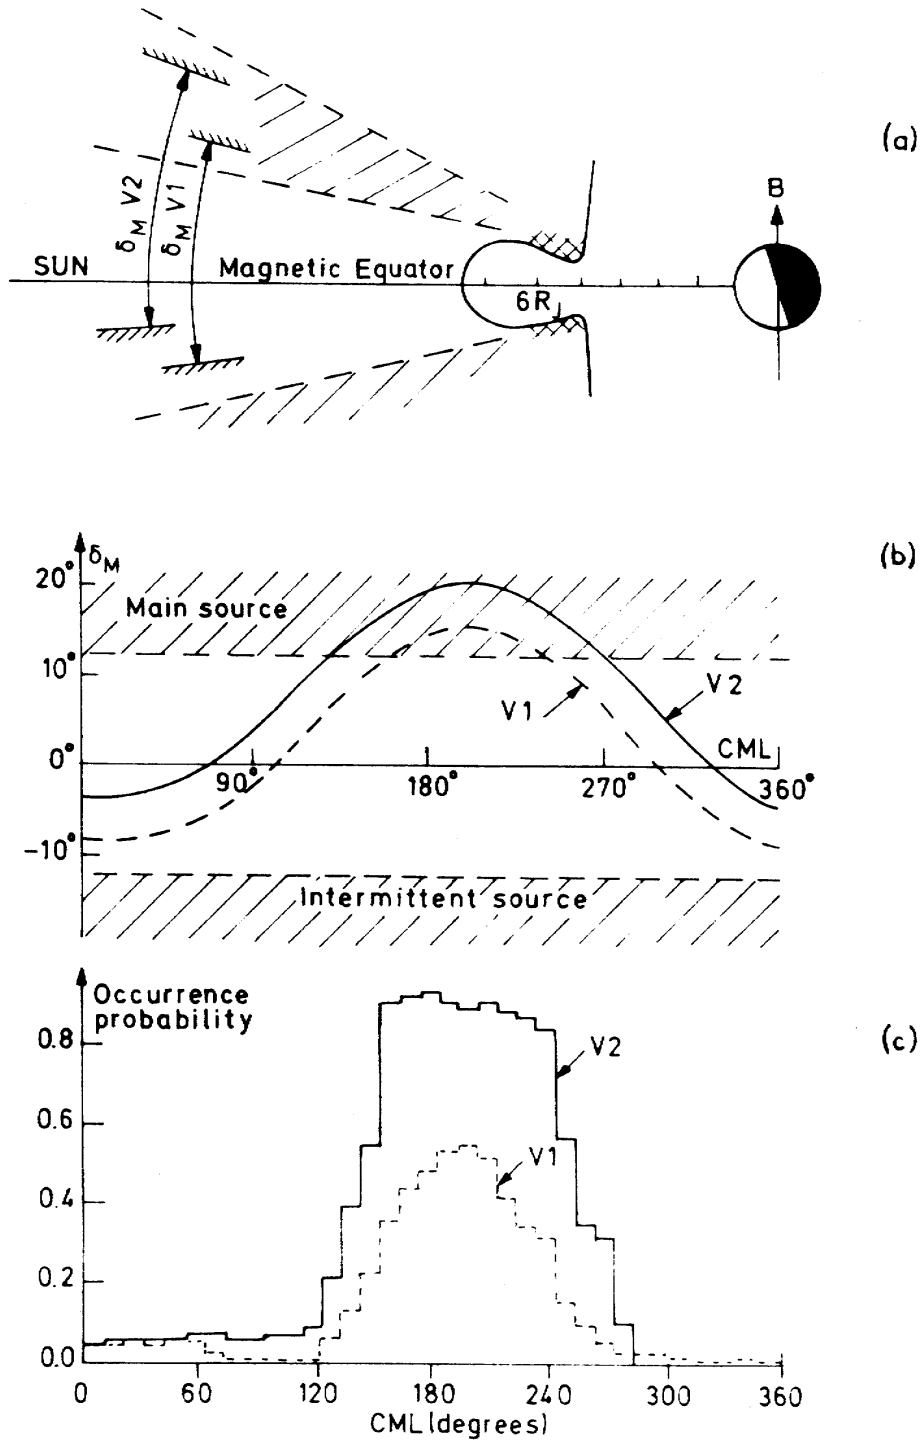 (a)
B
δM V2
δM V1
SUN
Magnetic Equator
6R
(b)
δM
20°
Main source
10°
V2
V1
CML
0°
90°
180°
270°
360°
-10°
Intermittent source
Occurrence
probability
(c)
0.8
V2
0.6
V1
0.4
0.2
0.0
0 60 120 180 240 300 360
CML(degrees)